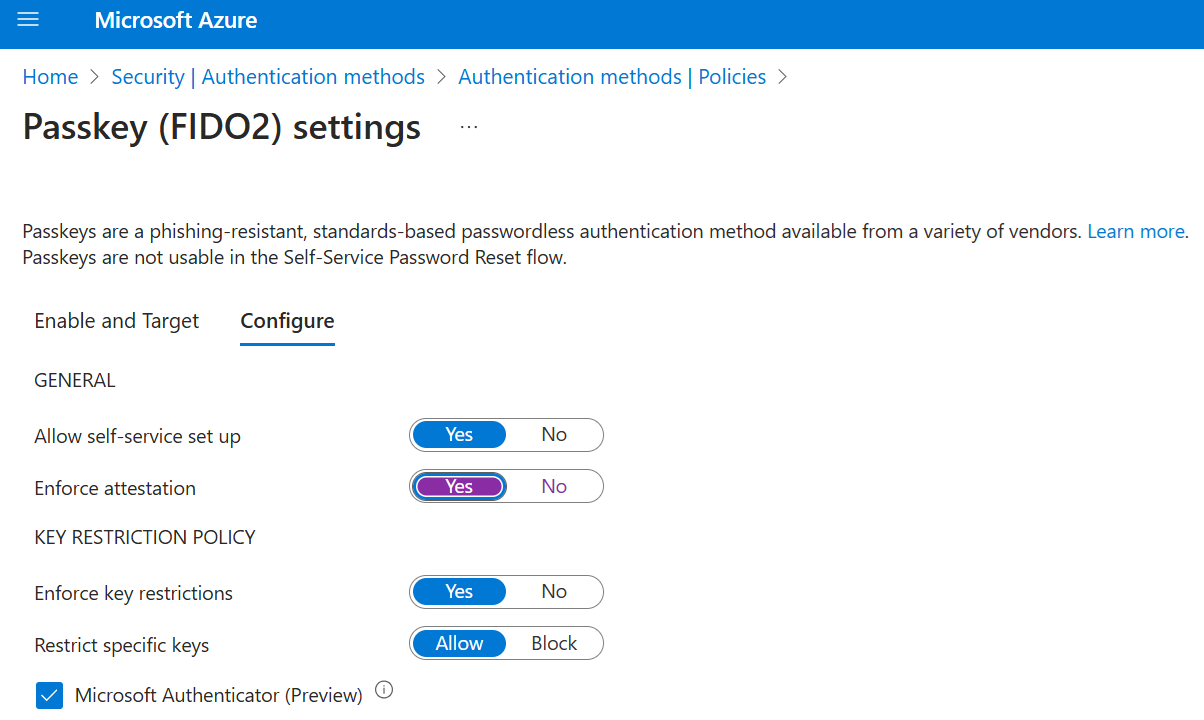 Microsoft Azure
Home > Security | Authentication methods > Authentication methods | Policies >
Passkey (FIDO2) settings ...
Passkeys are a phishing-resistant, standards-based passwordless authentication method available from a variety of vendors. Learn more.
Passkeys are not usable in the Self-Service Password Reset flow.
Enable and Target Configure
GENERAL
Allow self-service set up Yes No
Enforce attestation Yes No
KEY RESTRICTION POLICY
Enforce key restrictions Yes No
Restrict specific keys Allow Block
Microsoft Authenticator (Preview)